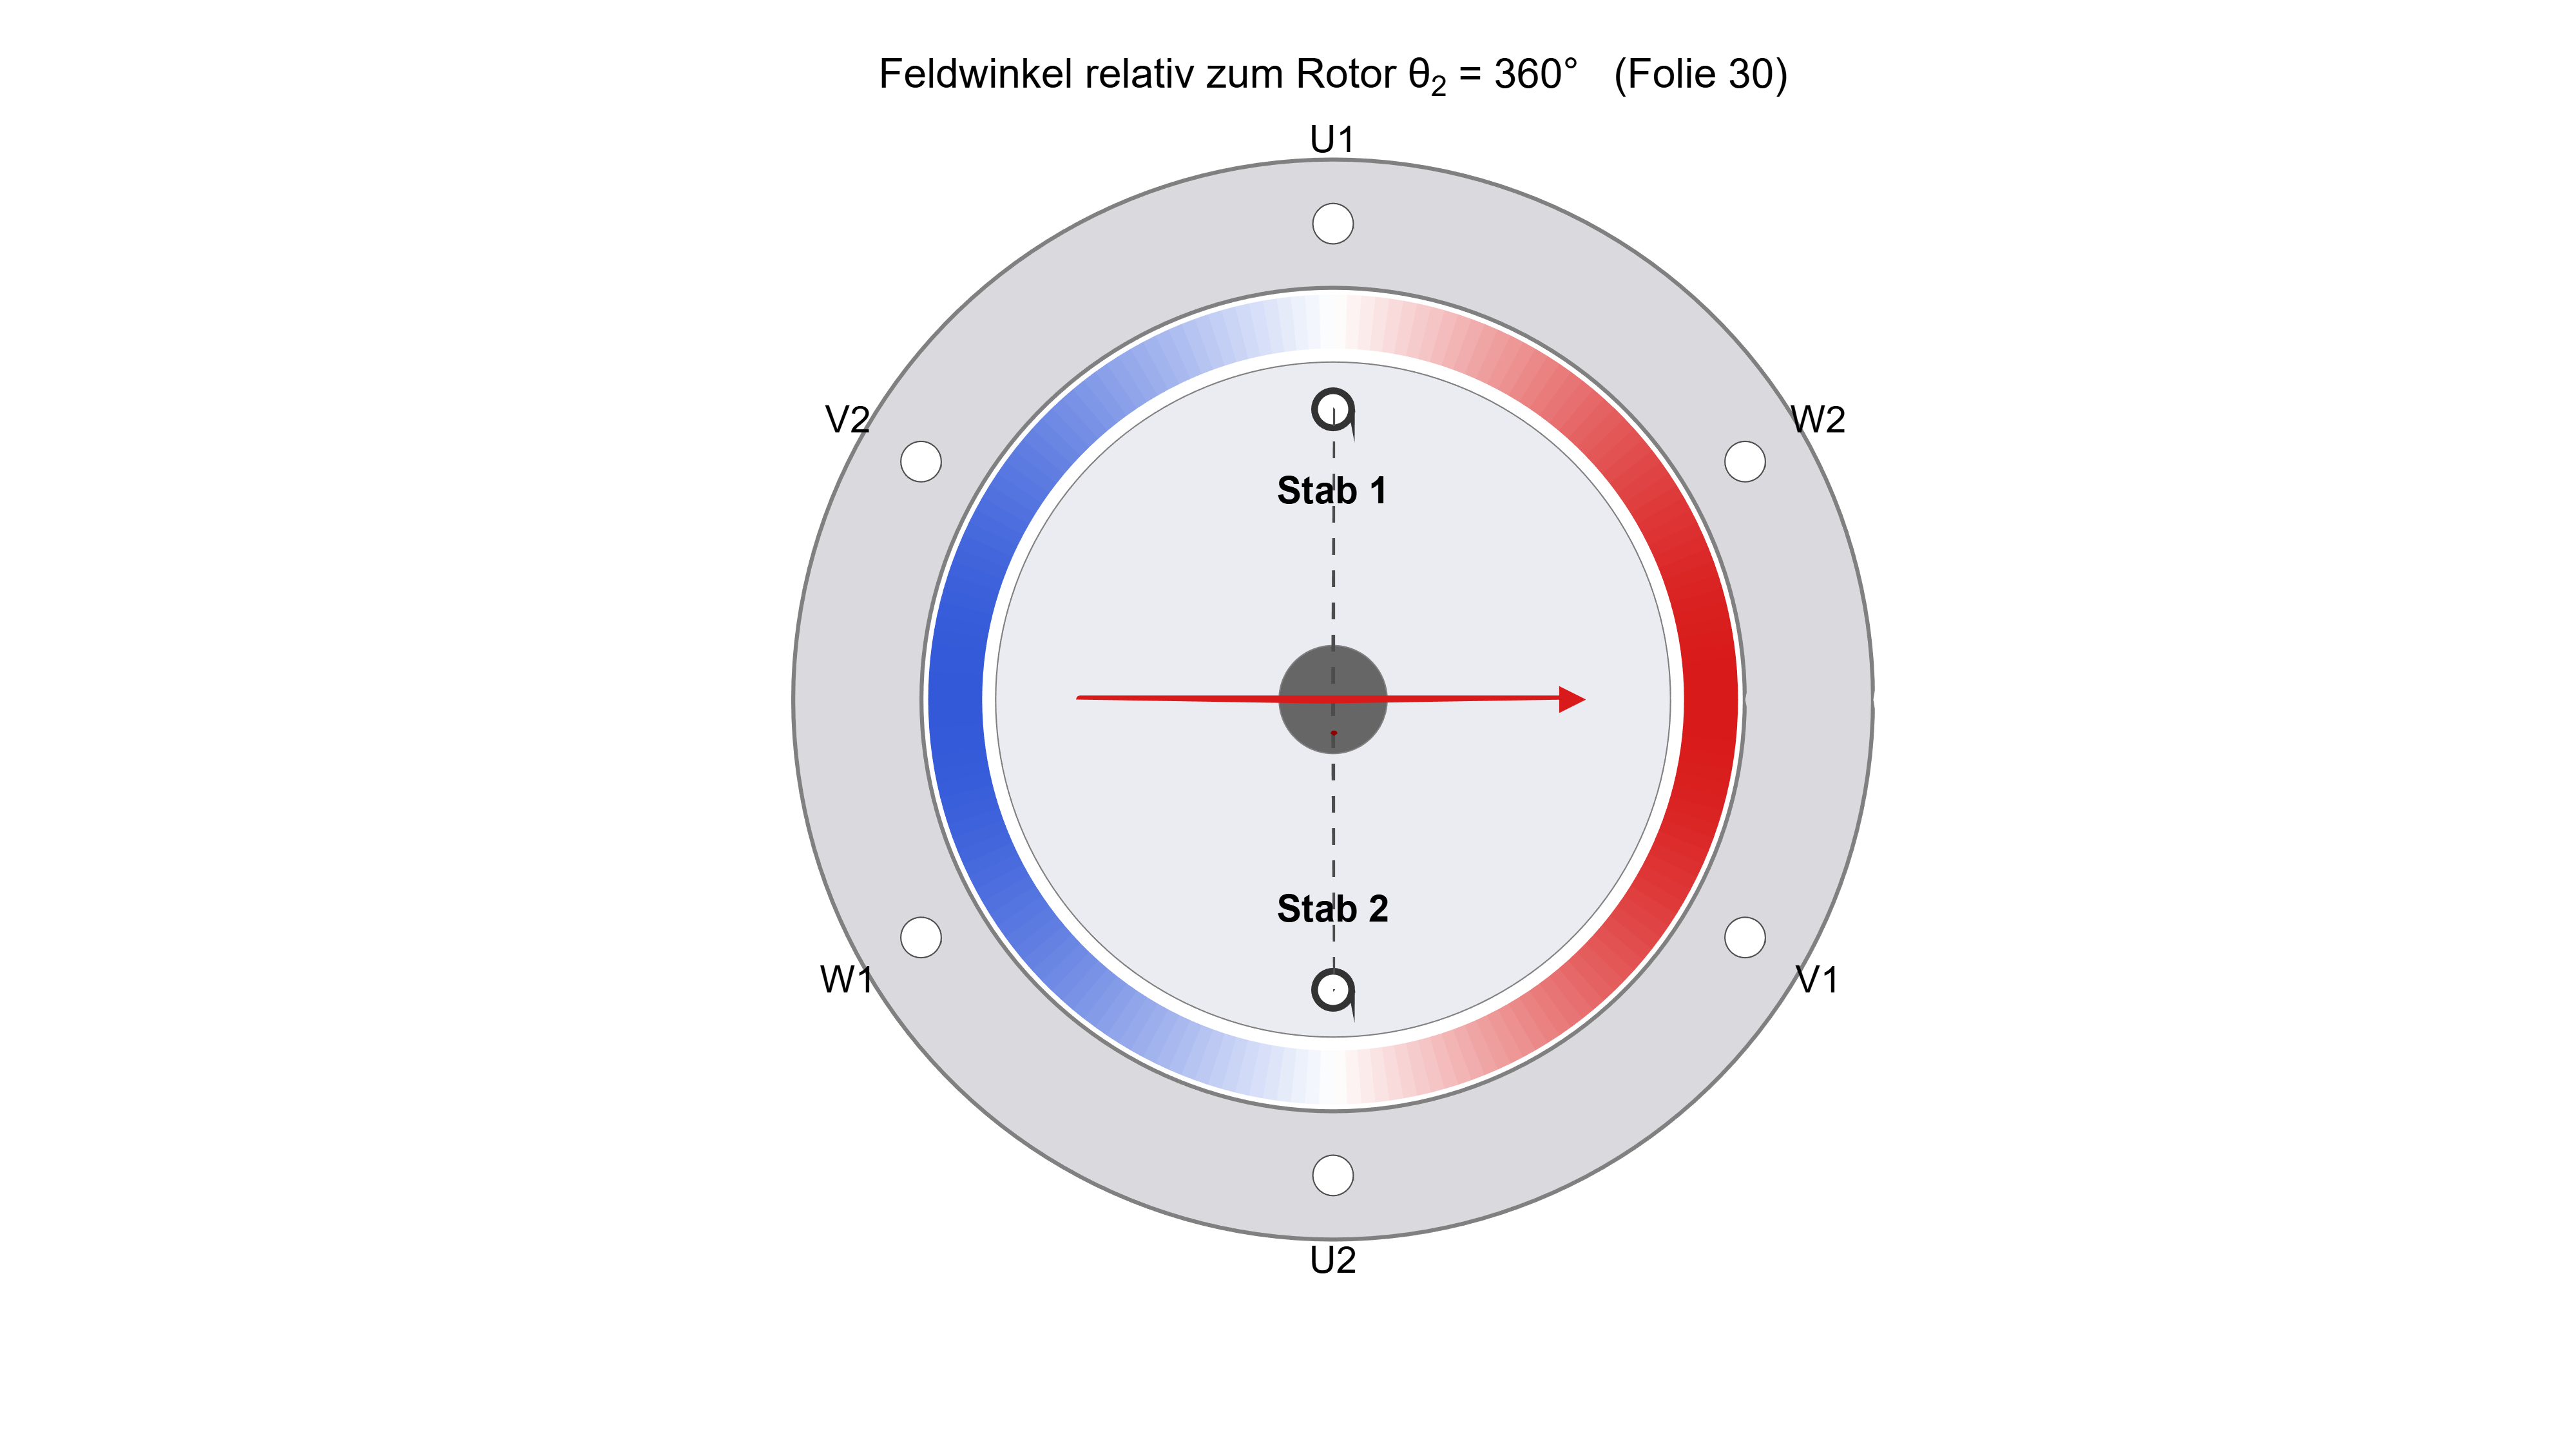 Feldwinkel relativ zum Rotor θ₂ = 360° (Folie 30)
U1
V2
W2
Stab 1
Stab 2
W1
V1
U2